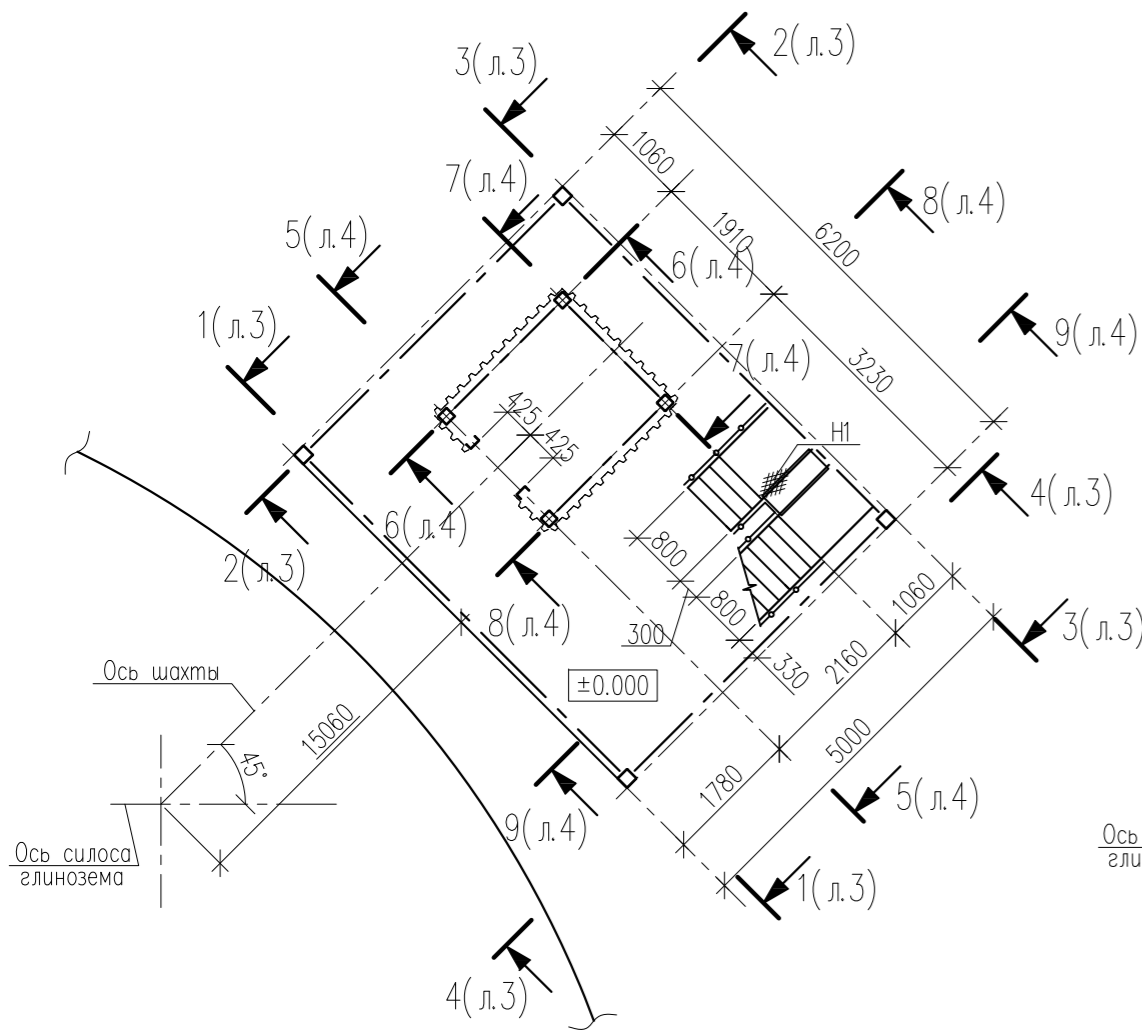 2(л.3)
3(л.3)
1060
7(л.4)
8(л.4)
1910
6200
5(л.4)
6(л.4)
1(л.3)
9(л.4)
3230
7(л.4)
425
425
Н1
4(л.3)
6(л.4)
2(л.3)
800
1060
800
8(л.4)
300
3(л.3)
2160
330
Ось шахты
±0.000
15060
5000
45°
1780
5(л.4)
9(л.4)
Ось силоса
глинозема
Ось
гли
1(л.3)
4(л.3)